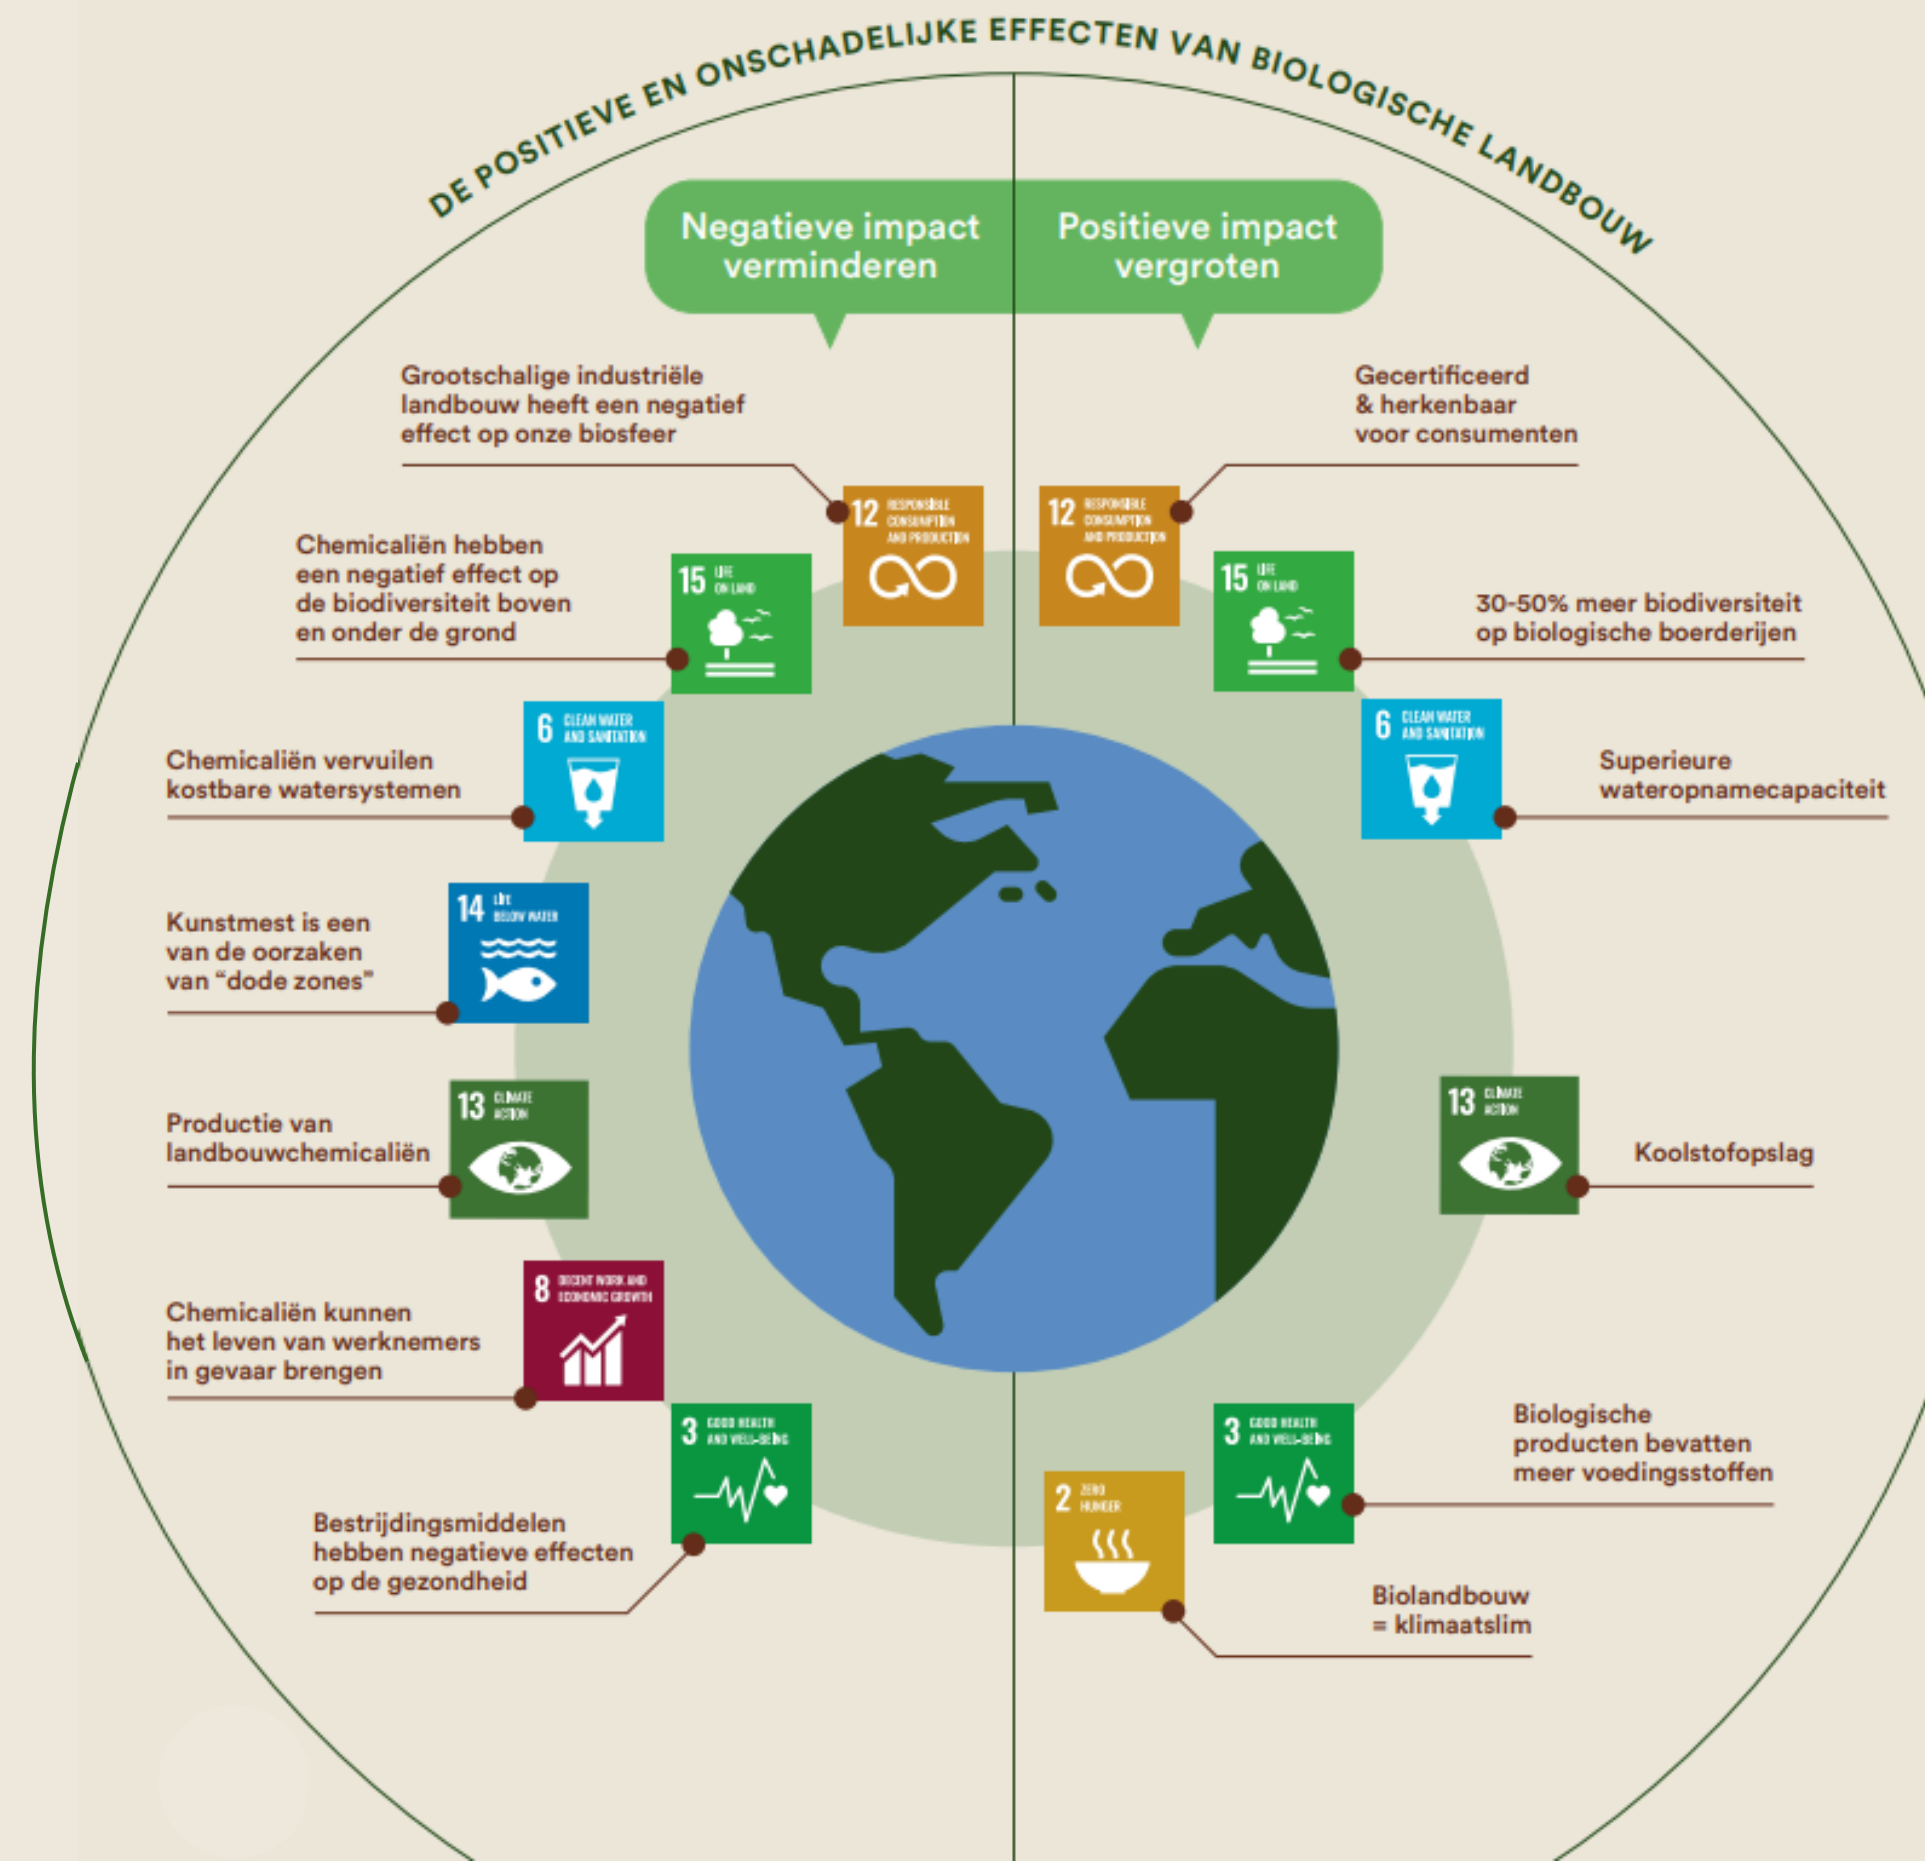 DE POSITIEVE EN ONSCHADELIJKE EFFECTEN VAN BIOLOGISCHE LANDBOUW
Negatieve impact
verminderen
Positieve impact
vergroten
Grootschalige industriële
landbouw heeft een negatief
effect op onze biosfeer
12 RESPONSIBLE
CONSUMPTION
AND PRODUCTION
Chemicaliën hebben
een negatief effect op
de biodiversiteit boven
en onder de grond
15 LIFE
ON LAND
Chemicaliën vervuilen
kostbare watersystemen
6 CLEAN WATER
AND SANITATION
Kunstmest is een
van de oorzaken
van “dode zones”
14 LIFE
BELOW WATER
Productie van
landbouwchemicaliën
13 CLIMATE
ACTION
Chemicaliën kunnen
het leven van werknemers
in gevaar brengen
8 DECENT WORK AND
ECONOMIC GROWTH
Bestrijdingsmiddelen
hebben negatieve effecten
op de gezondheid
3 GOOD HEALTH
AND WELL-BEING
Gecertificeerd
& herkenbaar
voor consumenten
12 RESPONSIBLE
CONSUMPTION
AND PRODUCTION
30-50% meer biodiversiteit
op biologische boerderijen
15 LIFE
ON LAND
Superieure
wateropnamecapaciteit
6 CLEAN WATER
AND SANITATION
Koolstofopslag
13 CLIMATE
ACTION
Biologische
producten bevatten
meer voedingsstoffen
3 GOOD HEALTH
AND WELL-BEING
Biolandbouw
= klimaatslim
2 ZERO
HUNGER